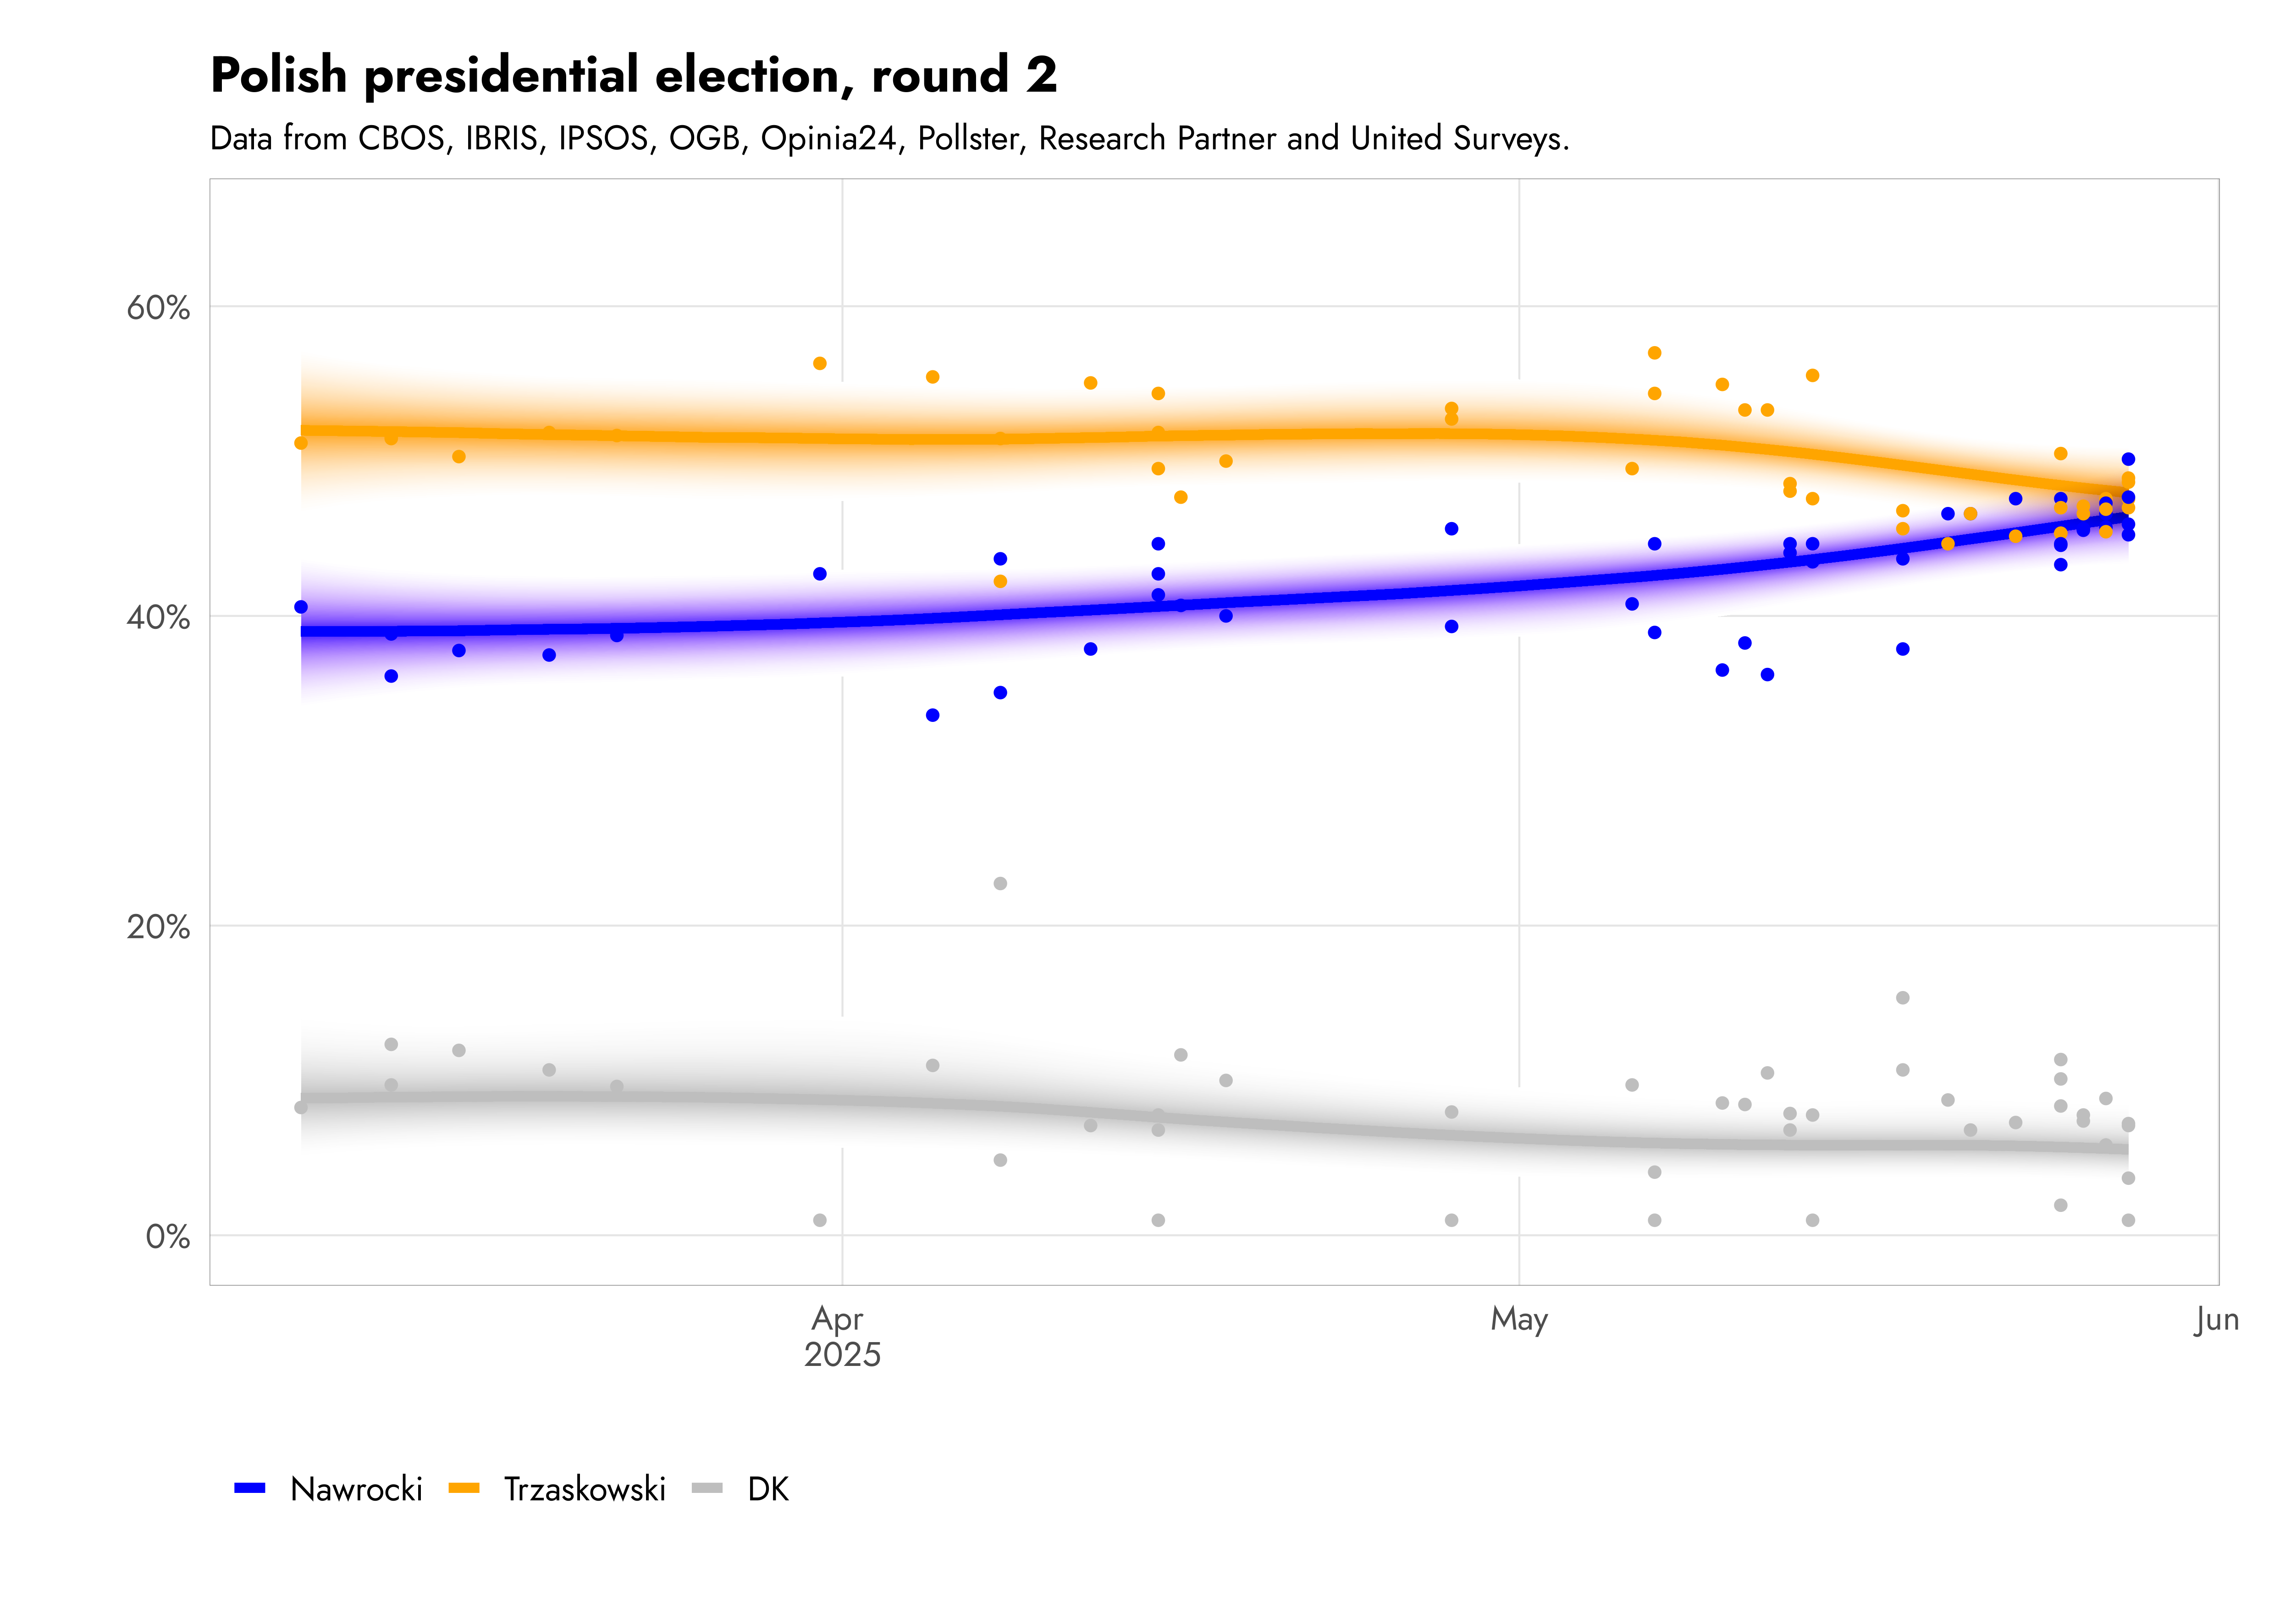 Polish presidential election, round 2
Data from CBOS, IBRIS, IPSOS, OGB, Opinia24, Pollster, Research Partner and United Surveys.
60%
40%
20%
0%
Apr
2025
May
Jun
Nawrocki
Trzaskowski
DK